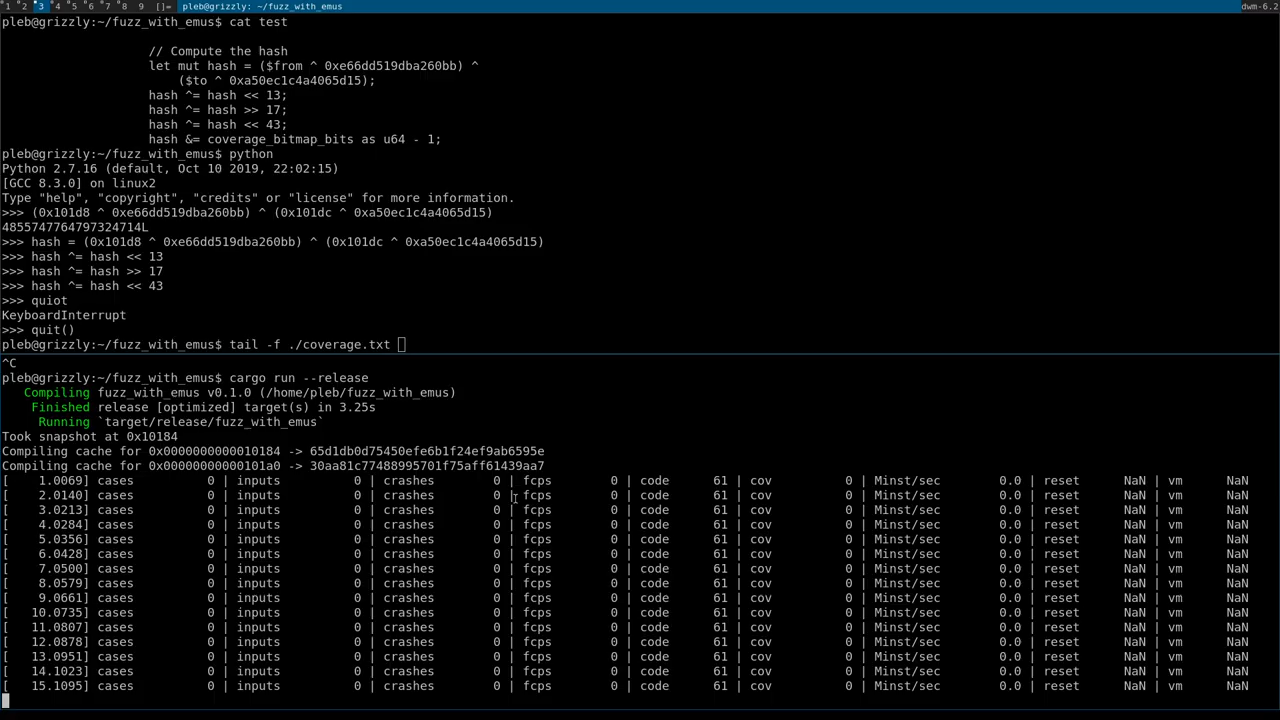 1 2 3 4 5 6 7 8 9 []= pleb@grizzly: ~/fuzz_with_emus dwm-6.2
pleb@grizzly:~/fuzz_with_emus$ cat test
// Compute the hash
let mut hash = ($from ^ 0xe66dd519dba260bb) ^
($to ^ 0xa50ec1c4a4065d15);
hash ^= hash << 13;
hash ^= hash >> 17;
hash ^= hash << 43;
hash &= coverage_bitmap_bits as u64 - 1;
pleb@grizzly:~/fuzz_with_emus$ python
Python 2.7.16 (default, Oct 10 2019, 22:02:15)
[GCC 8.3.0] on linux2
Type "help", "copyright", "credits" or "license" for more information.
>>> (0x101d8 ^ 0xe66dd519dba260bb) ^ (0x101dc ^ 0xa50ec1c4a4065d15)
4855747764797324714L
>>> hash = (0x101d8 ^ 0xe66dd519dba260bb) ^ (0x101dc ^ 0xa50ec1c4a4065d15)
>>> hash ^= hash << 13
>>> hash ^= hash >> 17
>>> hash ^= hash << 43
>>> quiot
KeyboardInterrupt
>>> quit()
pleb@grizzly:~/fuzz_with_emus$ tail -f ./coverage.txt
^C
pleb@grizzly:~/fuzz_with_emus$ cargo run --release
Compiling fuzz_with_emus v0.1.0 (/home/pleb/fuzz_with_emus)
Finished release [optimized] target(s) in 3.25s
Running `target/release/fuzz_with_emus`
Took snapshot at 0x10184
Compiling cache for 0x0000000000010184 -> 65d1db0d75450efe6b1f24ef9ab6595e
Compiling cache for 0x00000000000101a0 -> 30aa81c77488995701f75aff61439aa7
[ 1.0069] cases 0 | inputs 0 | crashes 0 | fcps 0 | code 61 | cov 0 | Minst/sec 0.0 | reset NaN | vm NaN
[ 2.0140] cases 0 | inputs 0 | crashes 0 | fcps 0 | code 61 | cov 0 | Minst/sec 0.0 | reset NaN | vm NaN
[ 3.0213] cases 0 | inputs 0 | crashes 0 | fcps 0 | code 61 | cov 0 | Minst/sec 0.0 | reset NaN | vm NaN
[ 4.0284] cases 0 | inputs 0 | crashes 0 | fcps 0 | code 61 | cov 0 | Minst/sec 0.0 | reset NaN | vm NaN
[ 5.0356] cases 0 | inputs 0 | crashes 0 | fcps 0 | code 61 | cov 0 | Minst/sec 0.0 | reset NaN | vm NaN
[ 6.0428] cases 0 | inputs 0 | crashes 0 | fcps 0 | code 61 | cov 0 | Minst/sec 0.0 | reset NaN | vm NaN
[ 7.0500] cases 0 | inputs 0 | crashes 0 | fcps 0 | code 61 | cov 0 | Minst/sec 0.0 | reset NaN | vm NaN
[ 8.0579] cases 0 | inputs 0 | crashes 0 | fcps 0 | code 61 | cov 0 | Minst/sec 0.0 | reset NaN | vm NaN
[ 9.0661] cases 0 | inputs 0 | crashes 0 | fcps 0 | code 61 | cov 0 | Minst/sec 0.0 | reset NaN | vm NaN
[ 10.0735] cases 0 | inputs 0 | crashes 0 | fcps 0 | code 61 | cov 0 | Minst/sec 0.0 | reset NaN | vm NaN
[ 11.0807] cases 0 | inputs 0 | crashes 0 | fcps 0 | code 61 | cov 0 | Minst/sec 0.0 | reset NaN | vm NaN
[ 12.0878] cases 0 | inputs 0 | crashes 0 | fcps 0 | code 61 | cov 0 | Minst/sec 0.0 | reset NaN | vm NaN
[ 13.0951] cases 0 | inputs 0 | crashes 0 | fcps 0 | code 61 | cov 0 | Minst/sec 0.0 | reset NaN | vm NaN
[ 14.1023] cases 0 | inputs 0 | crashes 0 | fcps 0 | code 61 | cov 0 | Minst/sec 0.0 | reset NaN | vm NaN
[ 15.1095] cases 0 | inputs 0 | crashes 0 | fcps 0 | code 61 | cov 0 | Minst/sec 0.0 | reset NaN | vm NaN